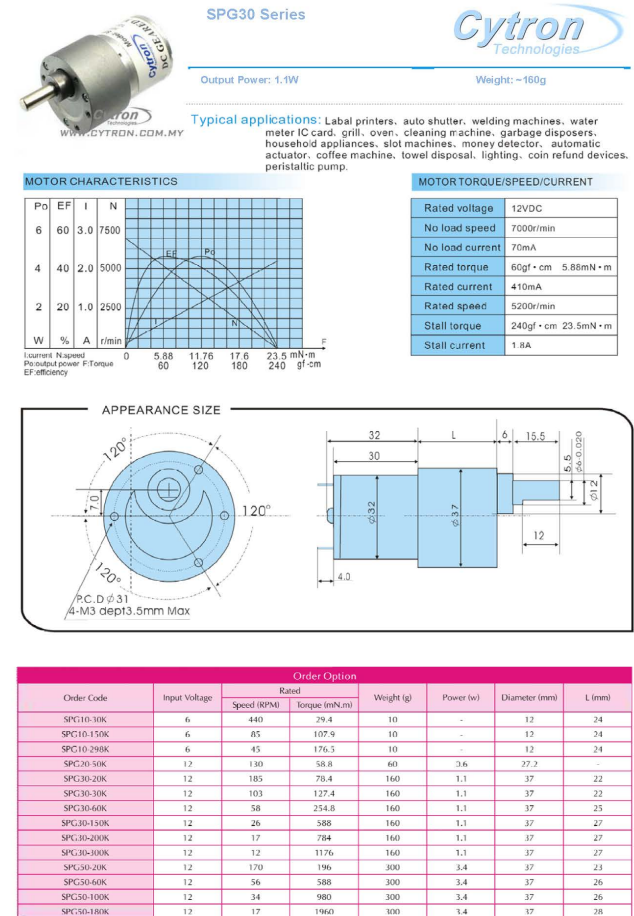 SPG30 Series
Cytron
Technologies
Output Power: 1.1W
Weight: ~160g
WWW.CYTRON.COM.MY
Typical applications: Labal printers、auto shutter、welding machines、water
meter IC card、grill、oven、cleaning machine、garbage disposers、
household appliances、slot machines、money detector、 automatic
actuator、coffee machine、towel disposal、lighting、coin refund devices、
peristaltic pump.
MOTOR CHARACTERISTICS
Po EF I N
6 60 3.0 7500
4 40 2.0 5000
2 20 1.0 2500
W % A r/min
EF
Po
I
N
F
0 5.88 11.76 17.6 23.5 mN·m
60 120 180 240 gf·cm
I:current N:speed
Po:output power F:Torque
EF:efficiency
MOTOR TORQUE/SPEED/CURRENT
Rated voltage 12VDC
No load speed 7000r/min
No load current 70mA
Rated torque 60gf·cm 5.88mN·m
Rated current 410mA
Rated speed 5200r/min
Stall torque 240gf·cm 23.5mN·m
Stall current 1.8A
APPEARANCE SIZE
120°
7.0
120°
120°
P.C.D ø31
4-M3 dept3.5mm Max
32
L
6
15.5
30
5.5
ø6-0.020
ø12
ø32
ø37
12
4.0
Order Option
Order Code Input Voltage Rated Weight (g) Power (w) Diameter (mm) L (mm)
Speed (RPM) Torque (mN.m)
SPG10-30K 6 440 29.4 10 - 12 24
SPG10-150K 6 85 107.9 10 - 12 24
SPG10-298K 6 45 176.5 10 - 12 24
SPG20-50K 12 130 58.8 60 0.6 27.2 -
SPG30-20K 12 185 78.4 160 1.1 37 22
SPG30-30K 12 103 127.4 160 1.1 37 22
SPG30-60K 12 58 254.8 160 1.1 37 25
SPG30-150K 12 26 588 160 1.1 37 27
SPG30-200K 12 17 784 160 1.1 37 27
SPG30-300K 12 12 1176 160 1.1 37 27
SPG50-20K 12 170 196 300 3.4 37 23
SPG50-60K 12 56 588 300 3.4 37 26
SPG50-100K 12 34 980 300 3.4 37 26
SPG50-180K 12 17 1960 300 3.4 37 28